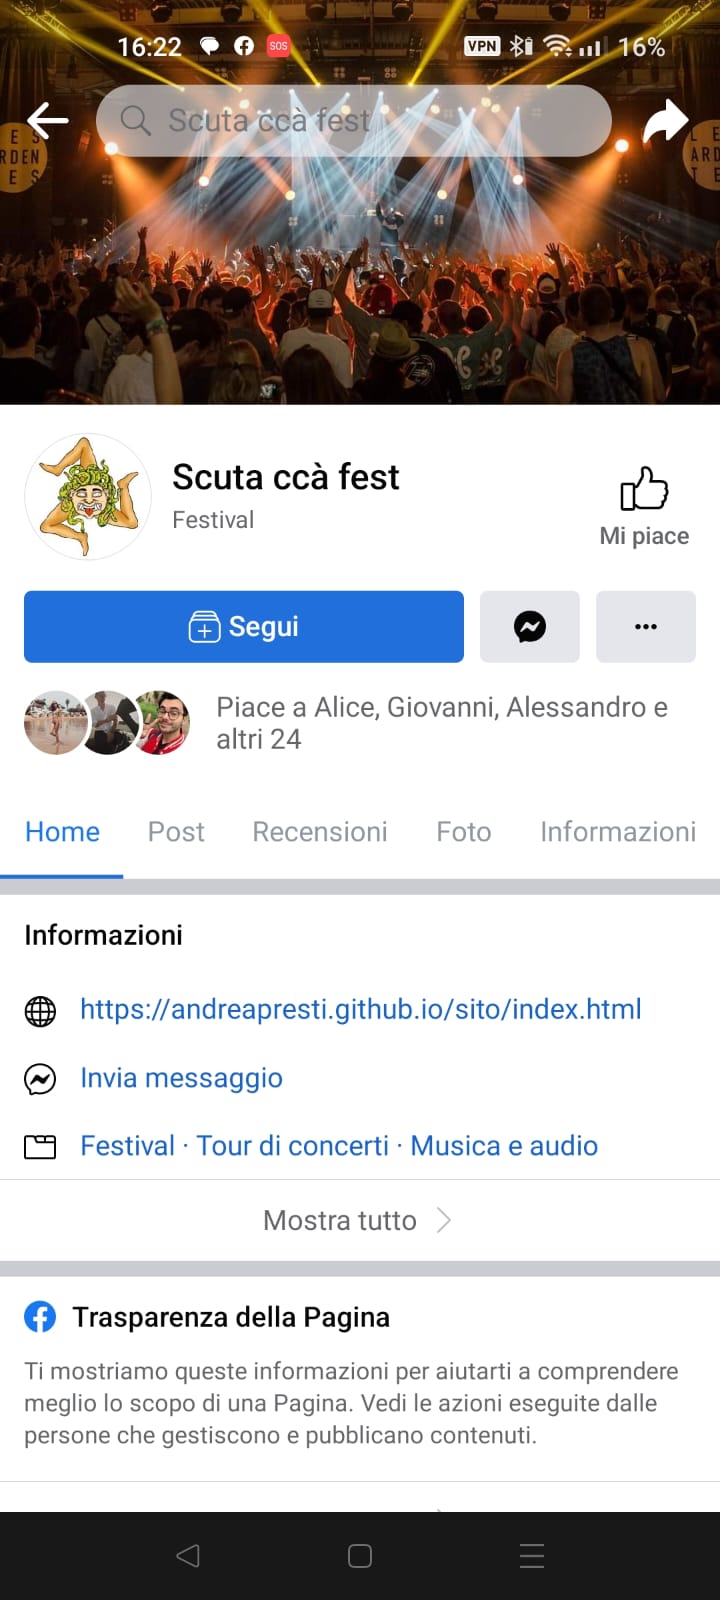 16:22 SOS VPN 16%
Scuta ccà fest
Scuta ccà fest
Festival
Mi piace
Segui
Piace a Alice, Giovanni, Alessandro e
altri 24
Home Post Recensioni Foto Informazioni
Informazioni
https://andreapresti.github.io/sito/index.html
Invia messaggio
Festival · Tour di concerti · Musica e audio
Mostra tutto
Trasparenza della Pagina
Ti mostriamo queste informazioni per aiutarti a comprendere
meglio lo scopo di una Pagina. Vedi le azioni eseguite dalle
persone che gestiscono e pubblicano contenuti.